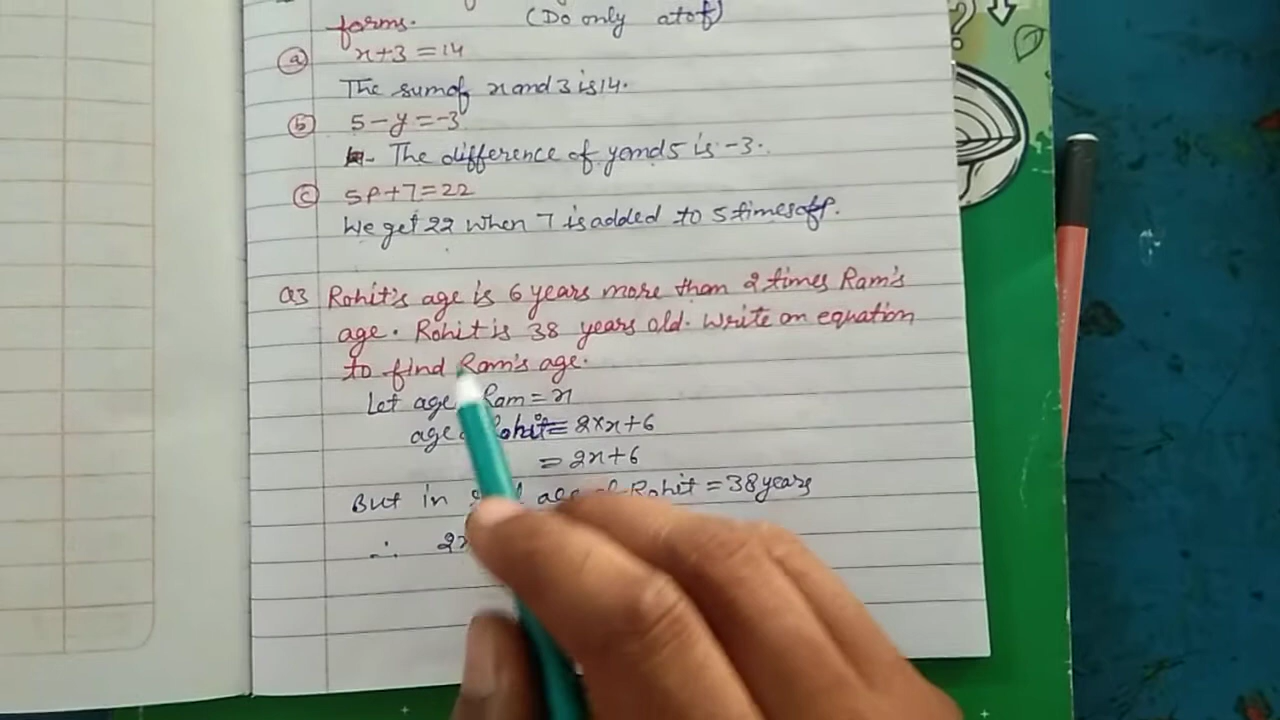 forms. (Do only a to f)
(a) x+3=14
The sum of x and 3 is 14.
(b) 5-y=-3
The difference of y and 5 is -3.
(c) 5P+7=22
We get 22 when 7 is added to 5 times of P.
Q3 Rohit's age is 6 years more than 2 times Ram's
age. Rohit is 38 years old. Write an equation
to find Ram's age.
Let age Ram = x
age Rohit = 2×x+6
= 2x+6
But in Rohit = 38 years
∴ 2x